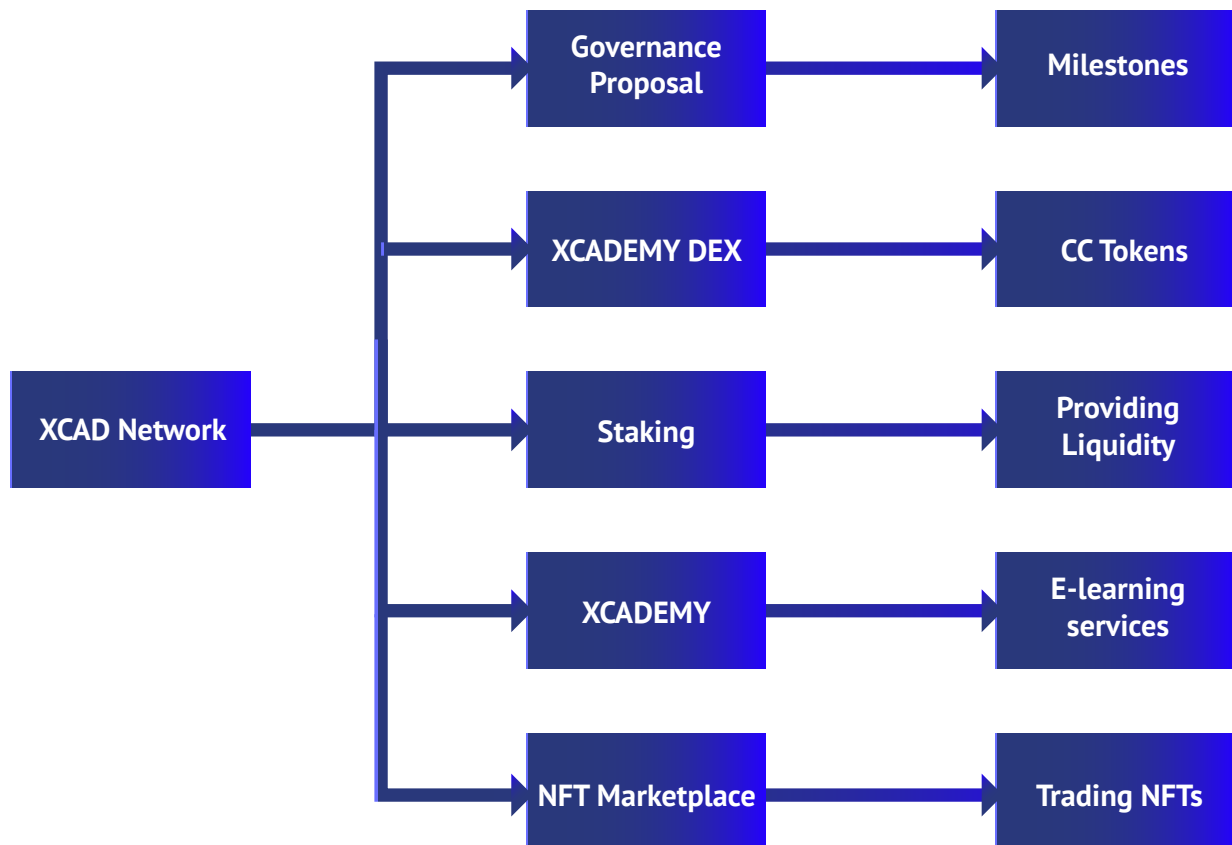 Governance
Proposal
Milestones
XCADEMY DEX
CC Tokens
XCAD Network
Staking
Providing
Liquidity
XCADEMY
E-learning
services
NFT Marketplace
Trading NFTs